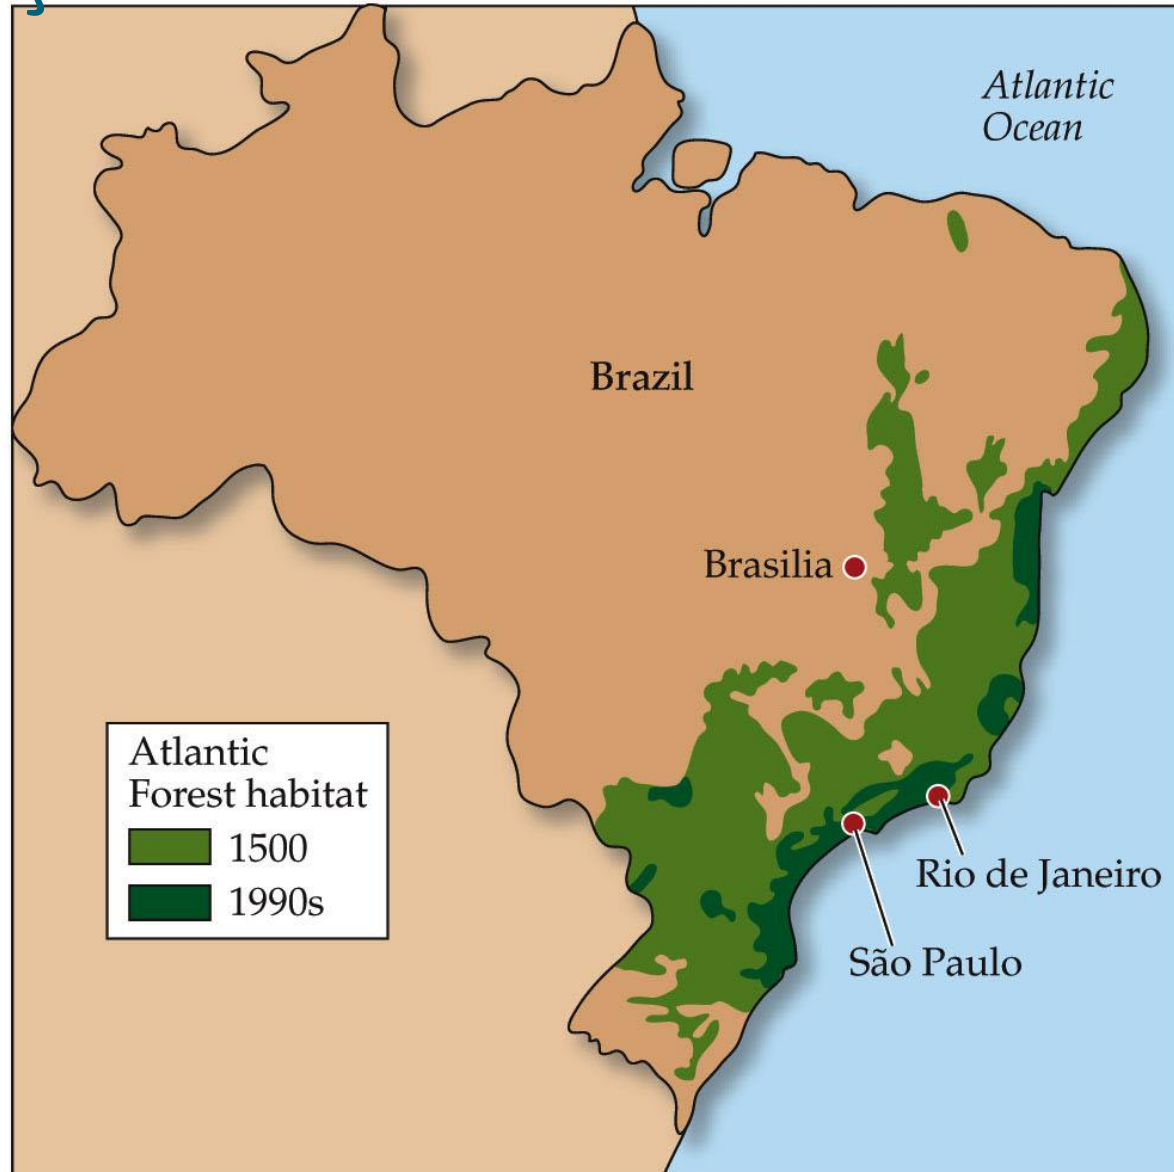 Atlantic
Ocean
Brazil
Brasilia
Atlantic
Forest habitat
1500
1990s
Rio de Janeiro
São Paulo